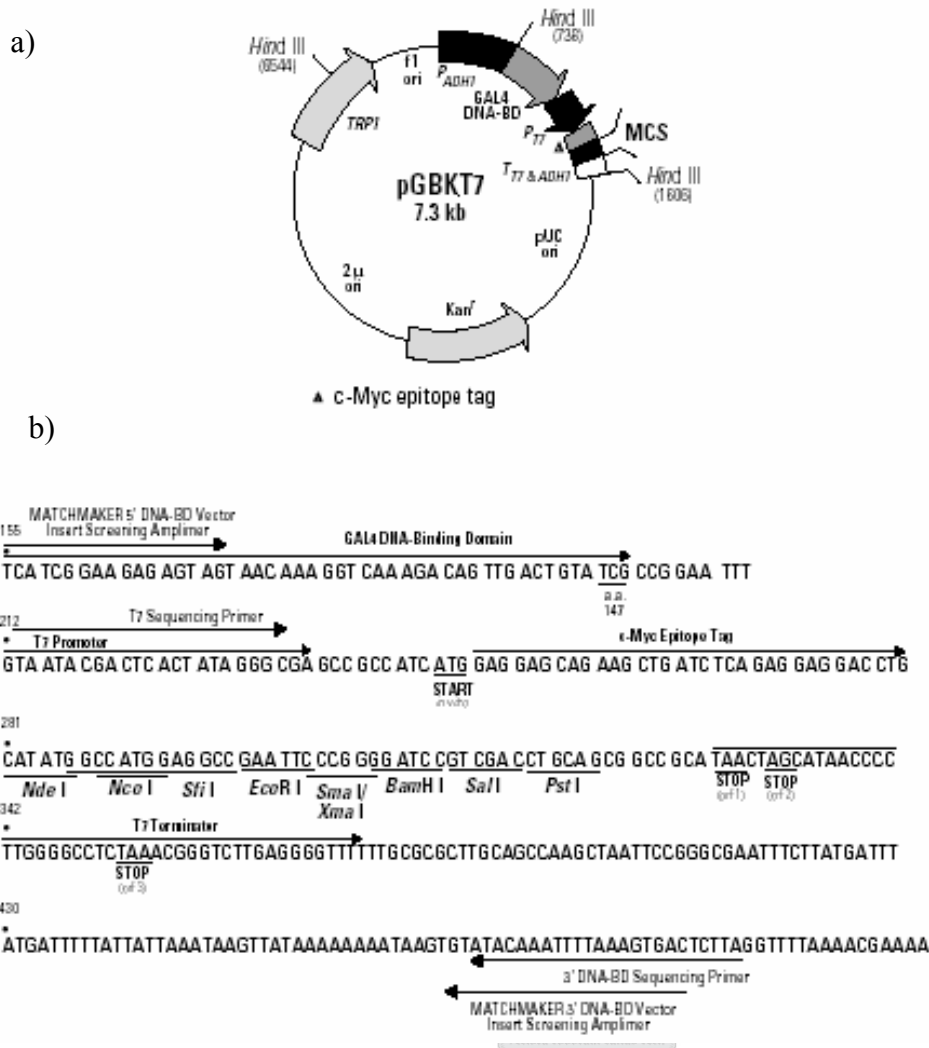 a)
Hind III
(6544)
f1
ori
P ADH1
Hind III
(736)
GAL4
DNA-BD
TRP1
P T7
MCS
T T7 & ADH1
Hind III
(1606)
pGBKT7
7.3 kb
pUC
ori
2μ
ori
Kan r
▲ c-Myc epitope tag
b)
MATCHMAKER 5' DNA-BD Vector
Insert Screening Amplimer
155
GAL4 DNA-Binding Domain
TCA TCG GAA GAG AGT AGT AAC AAA GGT CAA AGA CAG TTG ACT GTA TCG CCG GAA TTT
a.a.
147
T7 Sequencing Primer
212
T7 Promoter
c-Myc Epitope Tag
GTA ATA CGA CTC ACT ATA GGG CGA GCC GCC ATC ATG GAG GAG CAG AAG CTG ATC TCA GAG GAG GAC CTG
START
281
CAT ATG GCC ATG GAG GCC GAA TTC CCG GGG ATC CGT CGA CCT GCA GCG GCC GCA TAACTAGCATAACCCC
Nde I Nco I Sfi I EcoR I Sma I/ BamH I Sal I Pst I STOP STOP
Xma I (orf1) (orf2)
342
T7 Terminator
TTGGGGCCTCTAAACGGGTCTTGAGGGGTTTTTTGCGCGCTTGCAGCCAAGCTAATTCCGGGCGAATTTCTTATGATTT
STOP
(orf3)
430
ATGATTTTTATTATTAAATAAGTTATAAAAAAAATAAGTGTATACAAATTTTAAAGTGACTCTTAGGTTTTAAAACGAAAA
3' DNA-BD Sequencing Primer
MATCHMAKER 3' DNA-BD Vector
Insert Screening Amplimer